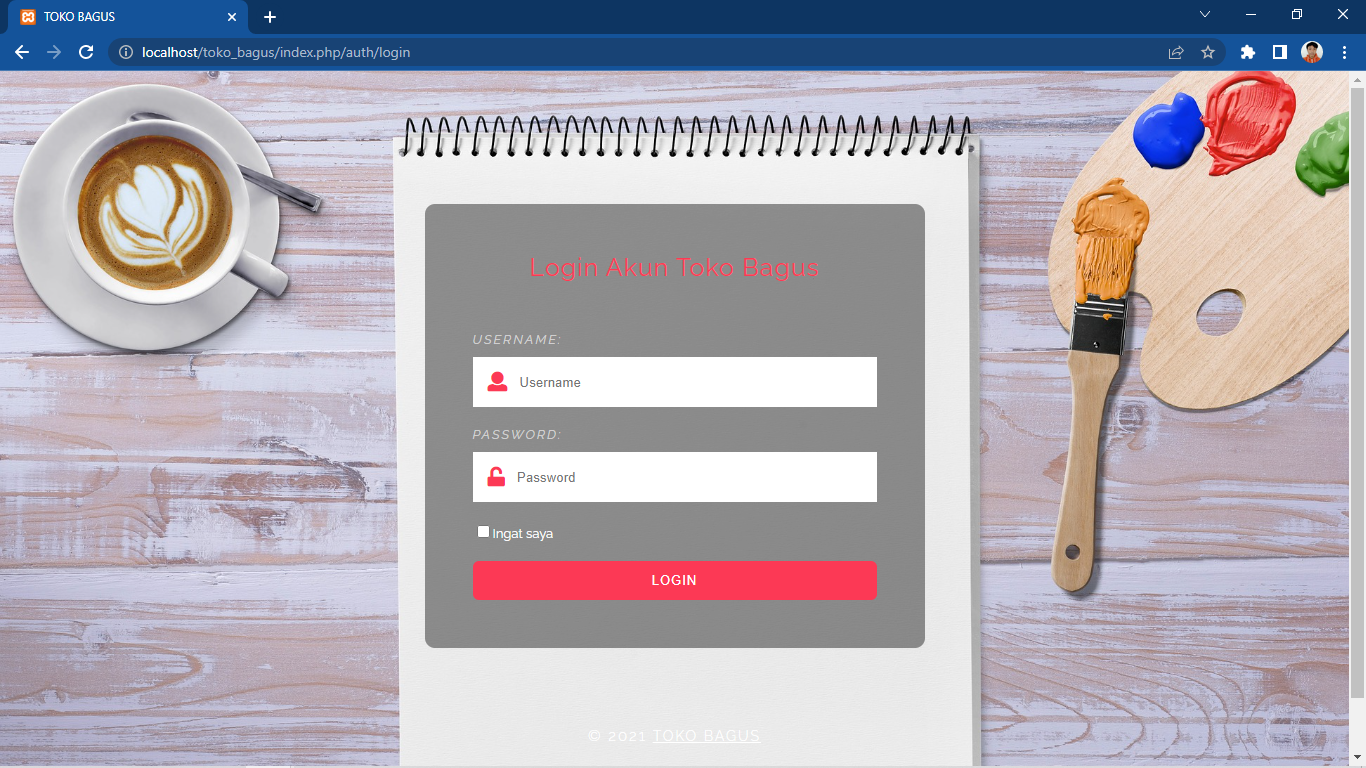 TOKO BAGUS
localhost/toko_bagus/index.php/auth/login
Login Akun Toko Bagus
USERNAME:
Username
PASSWORD:
Password
Ingat saya
LOGIN
© 2021 TOKO BAGUS